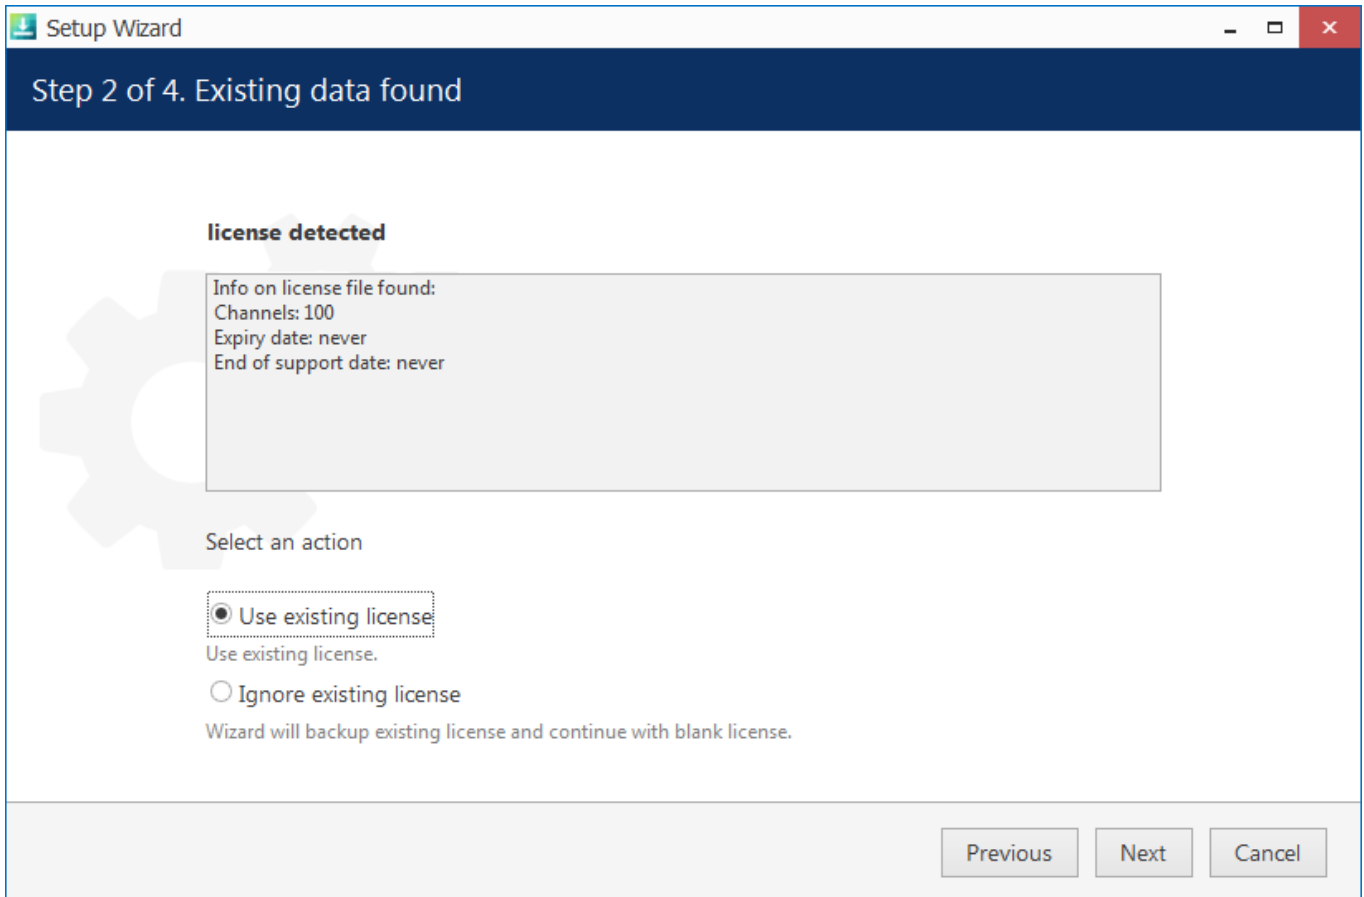 Setup Wizard
Step 2 of 4. Existing data found
license detected
Info on license file found:
Channels: 100
Expiry date: never
End of support date: never
Select an action
Use existing license
Use existing license.
Ignore existing license
Wizard will backup existing license and continue with blank license.
Previous Next Cancel